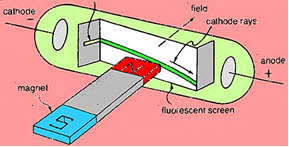 cathode
−
field
cathode rays
anode
+
magnet
S
fluorescent screen